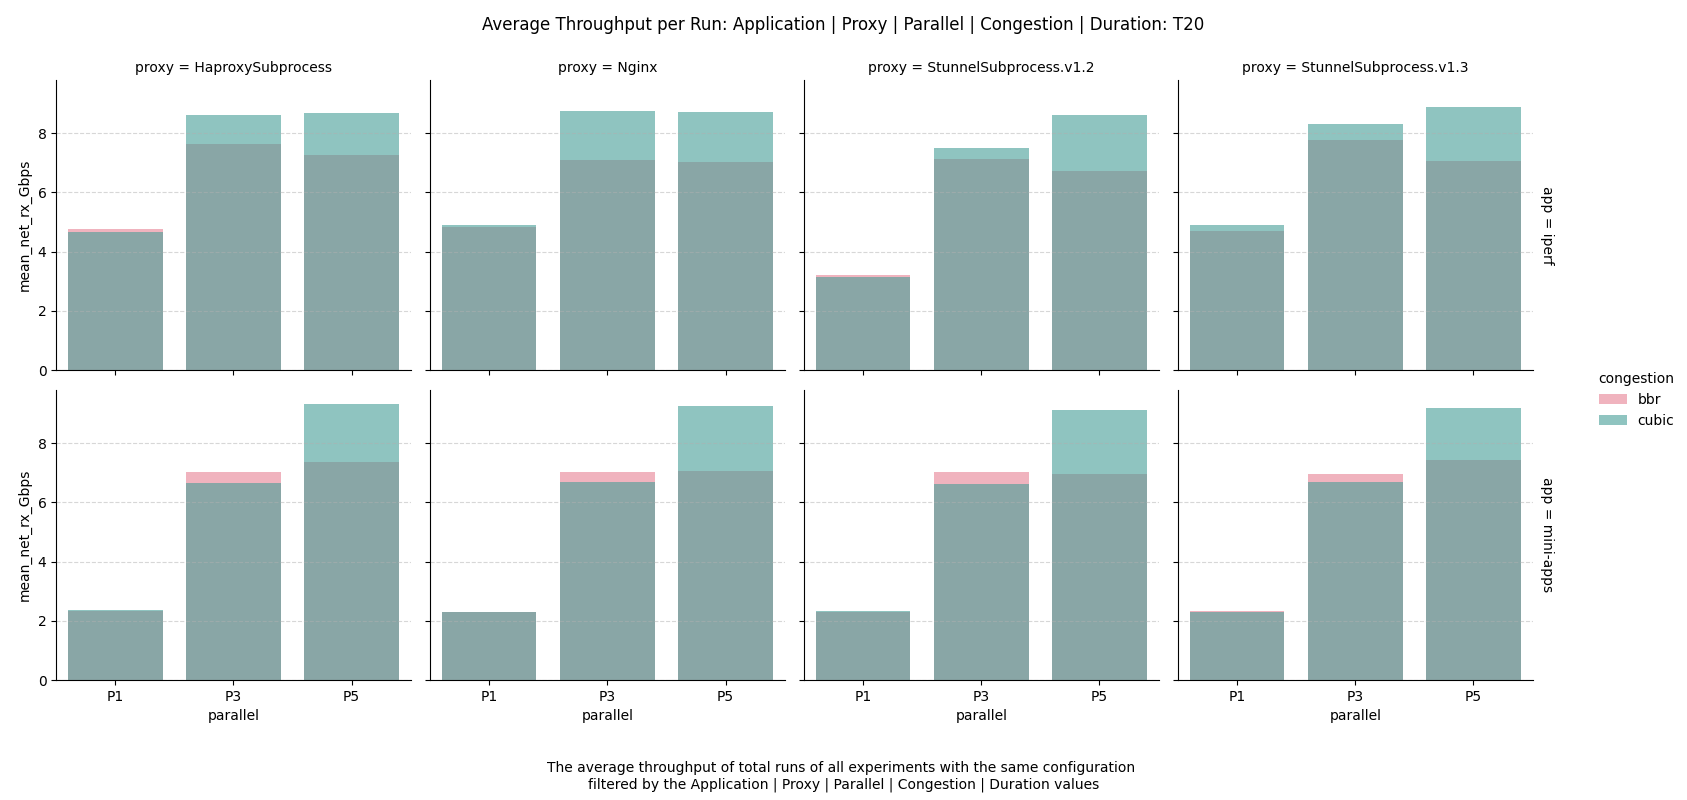 Average Throughput per Run: Application | Proxy | Parallel | Congestion | Duration: T20
proxy = HaproxySubprocess
proxy = Nginx
proxy = StunnelSubprocess.v1.2
proxy = StunnelSubprocess.v1.3
mean_net_rx_Gbps
8
6
4
2
0
app = iperf
mean_net_rx_Gbps
8
6
4
2
0
app = mini-apps
congestion
bbr
cubic
P1 P3 P5
P1 P3 P5
P1 P3 P5
P1 P3 P5
parallel
parallel
parallel
parallel
The average throughput of total runs of all experiments with the same configuration
filtered by the Application | Proxy | Parallel | Congestion | Duration values